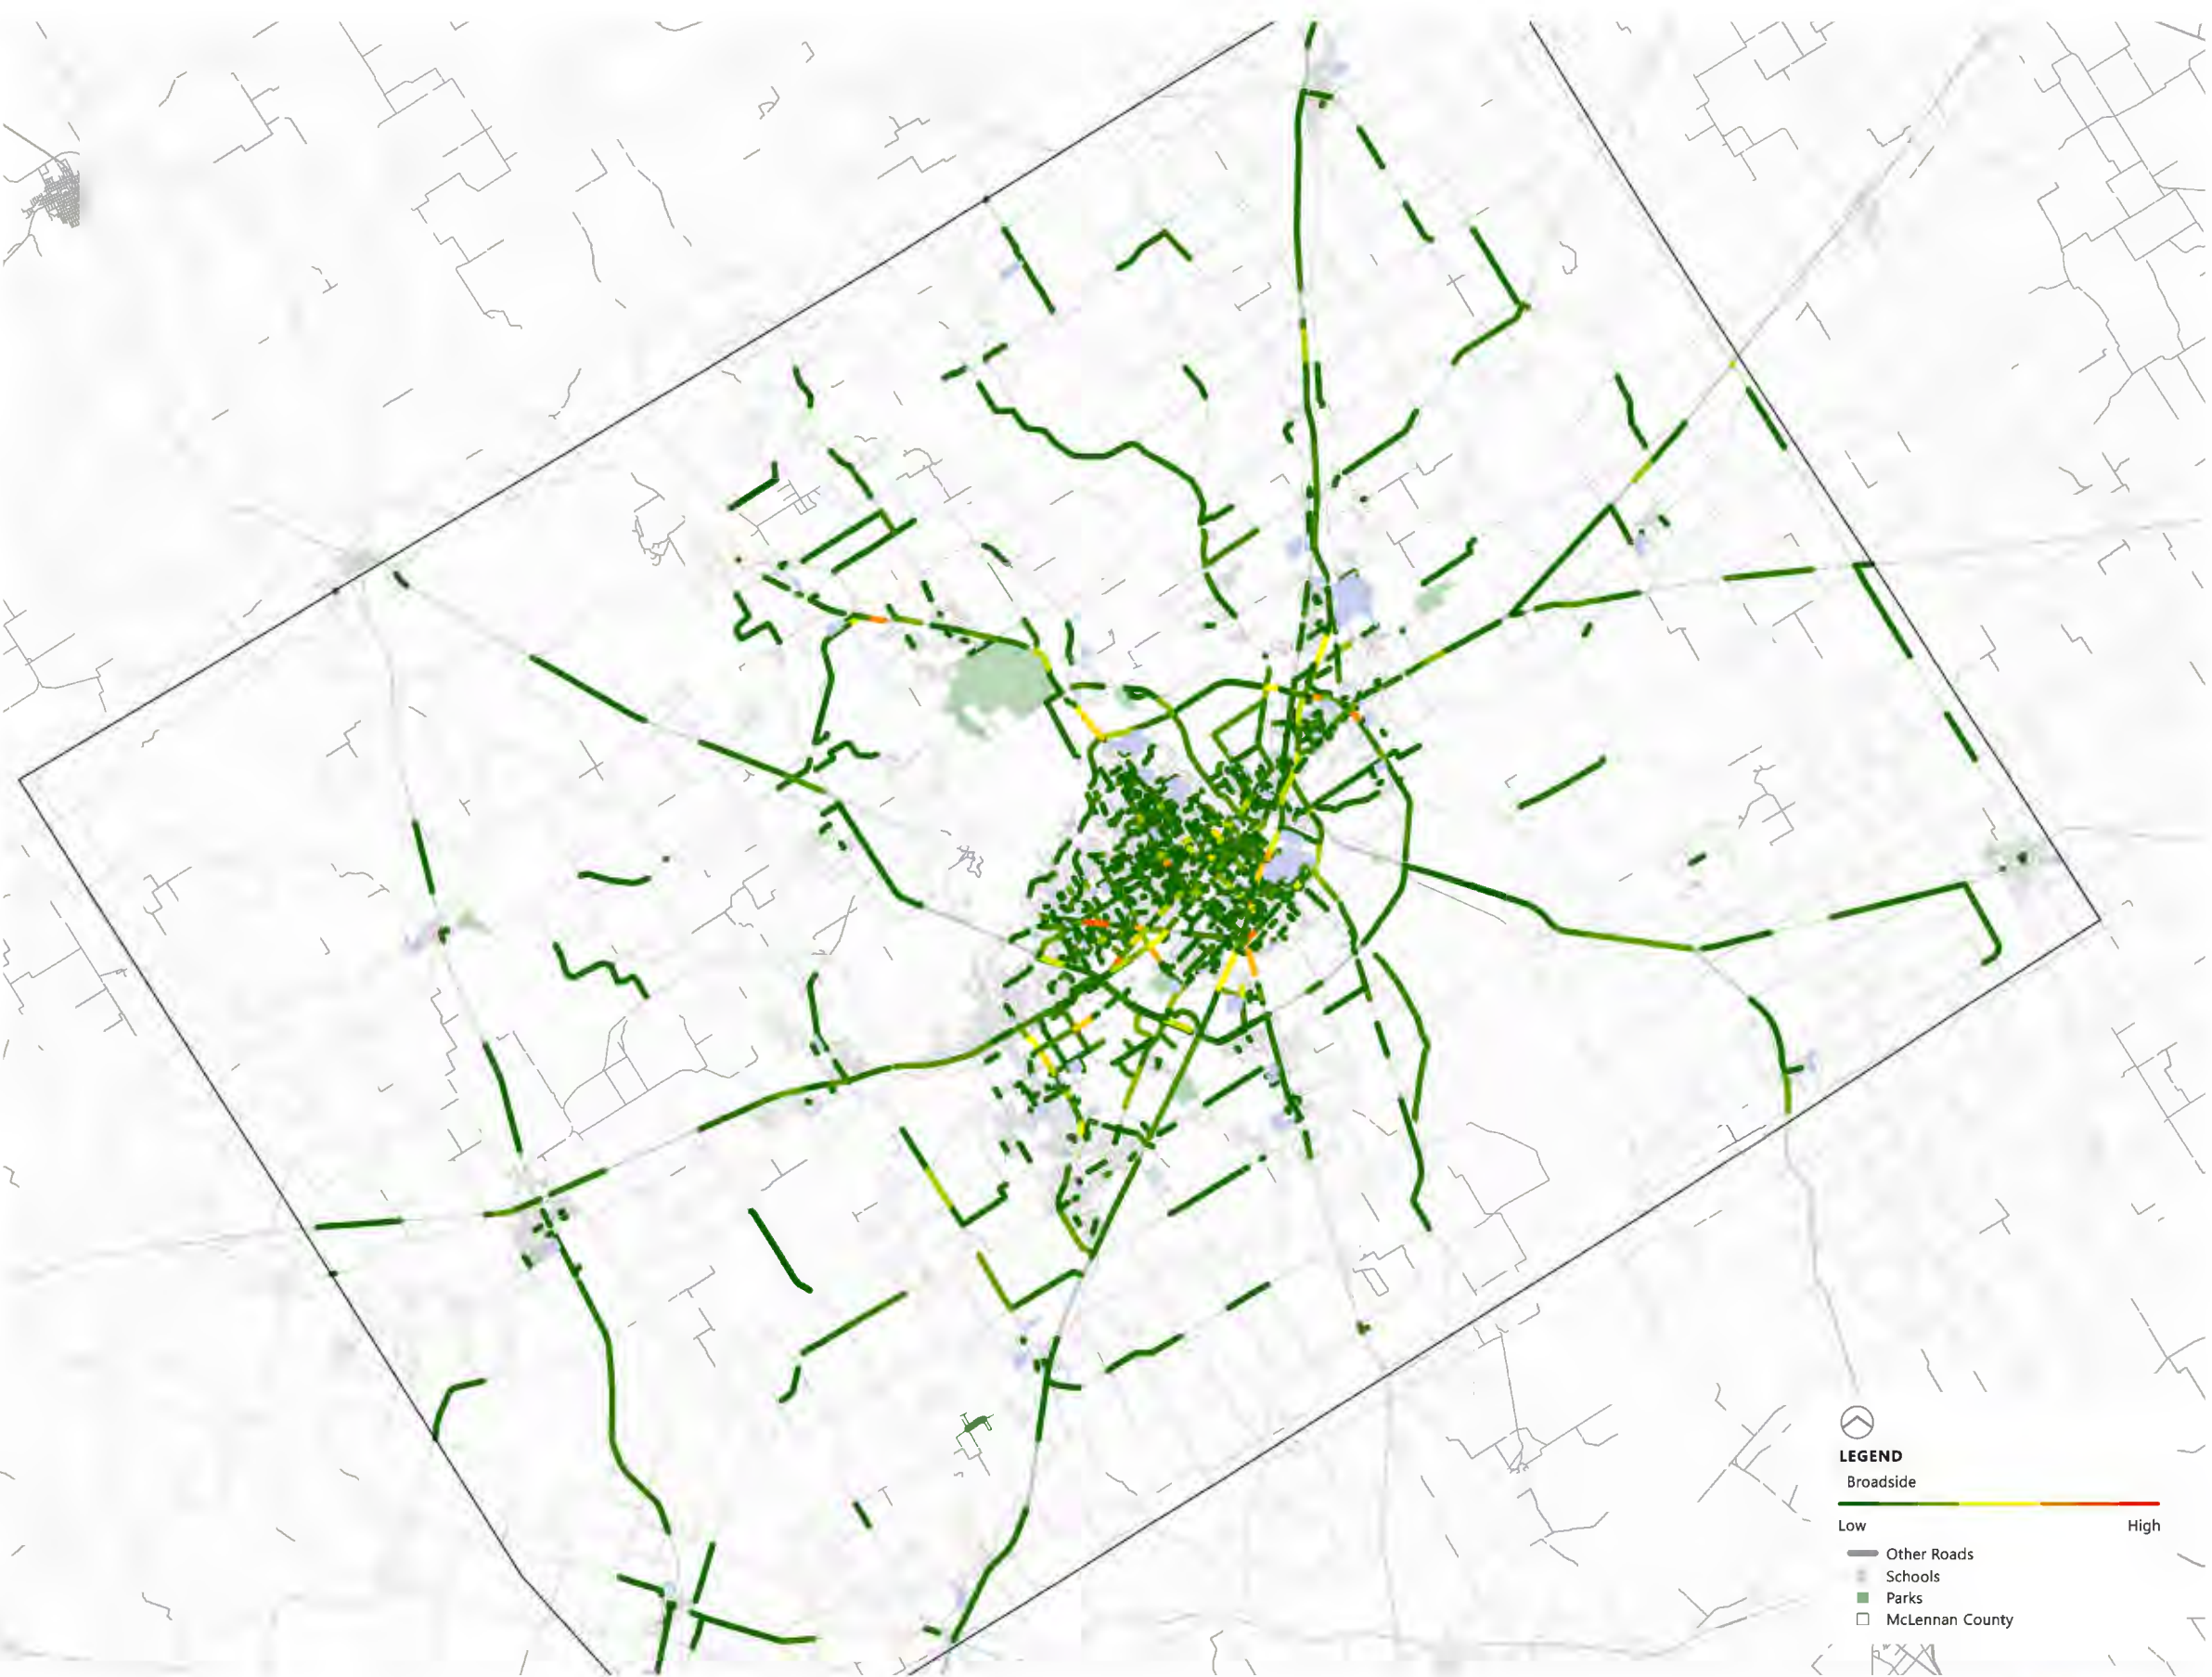 LEGEND
Broadside
Low High
Other Roads
Schools
Parks
McLennan County